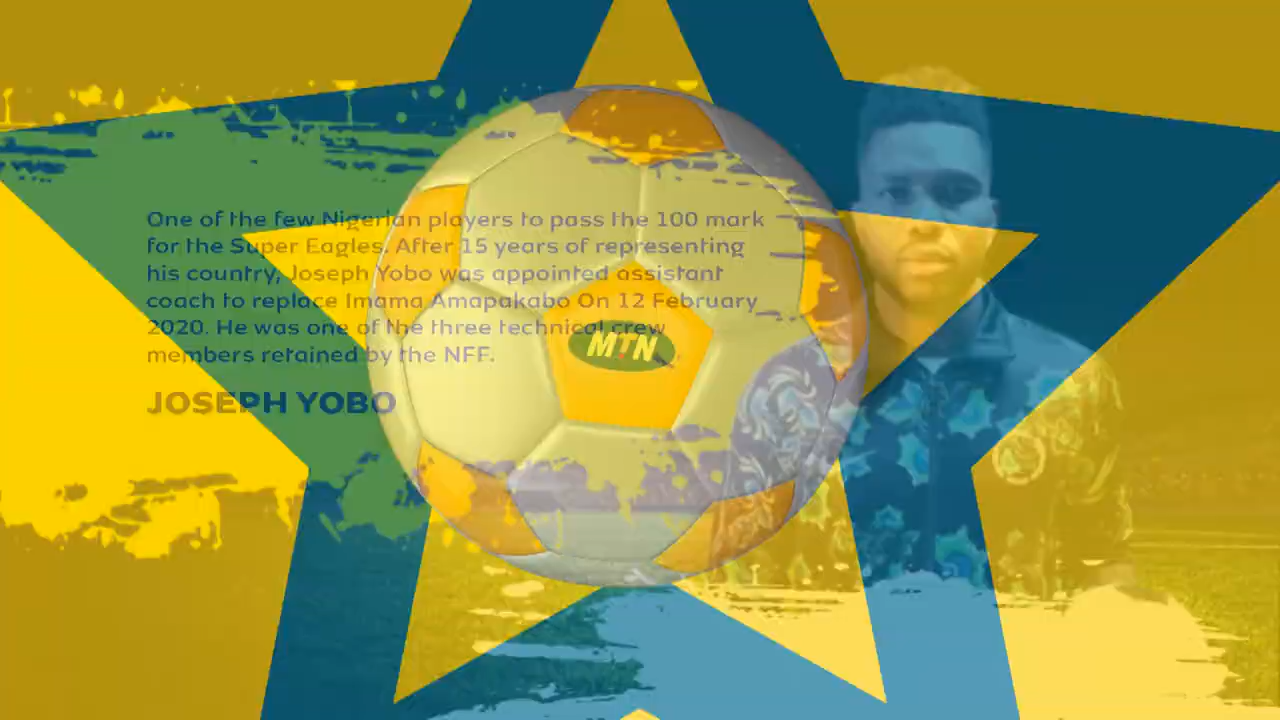 One of the few Nigerian players to pass the 100 mark
for the Super Eagles. After 15 years of representing
his country, Joseph Yobo was appointed assistant
coach to replace Imama Amapakabo On 12 February
2020. He was one of the three technical crew
members retained by the NFF.
MTN
JOSEPH YOBO